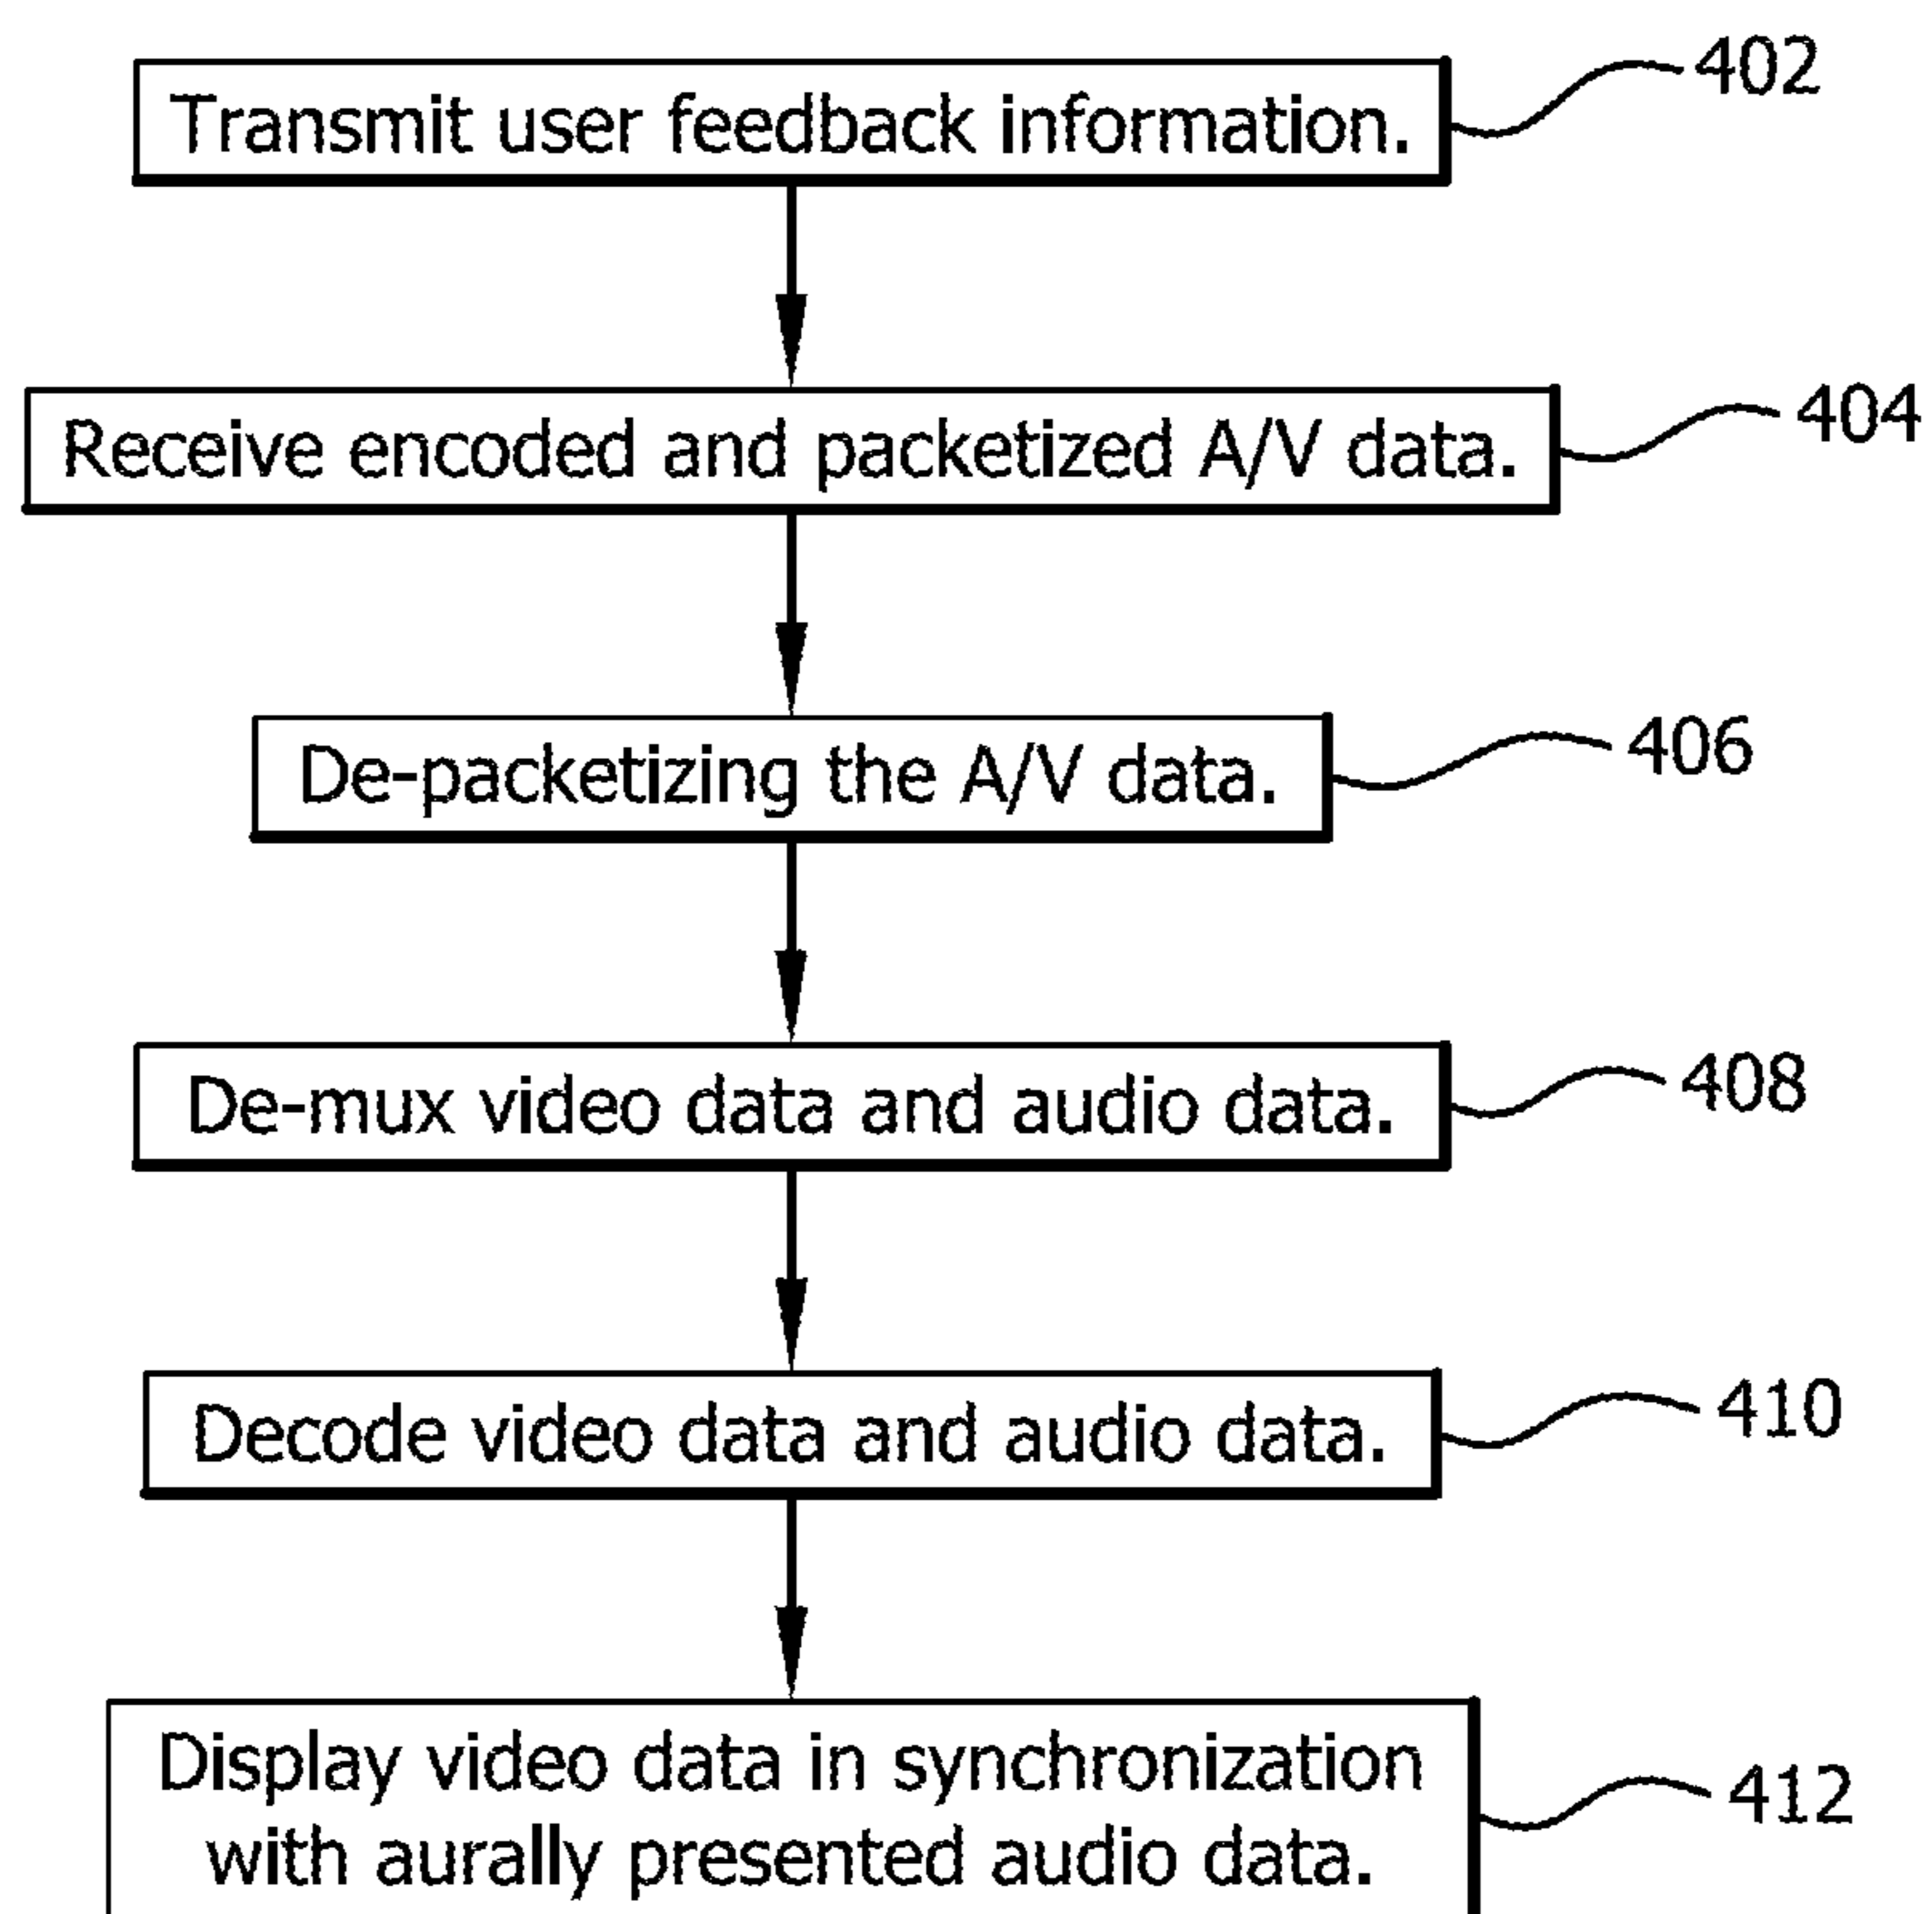 Transmit user feedback information.
402
Receive encoded and packetized A/V data.
404
De-packetizing the A/V data.
406
De-mux video data and audio data.
408
Decode video data and audio data.
410
Display video data in synchronization
with aurally presented audio data.
412